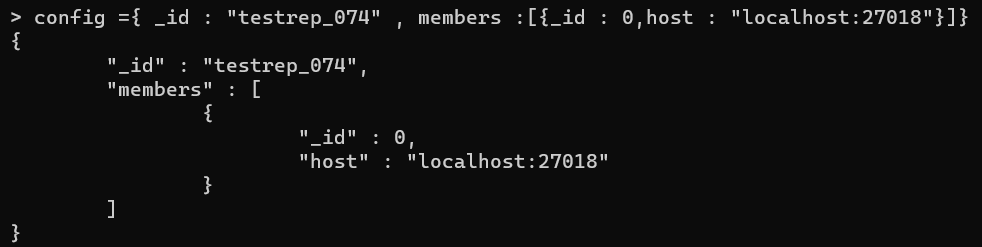 > config ={ _id : "testrep_074" , members :[{_id : 0,host : "localhost:27018"}]}
{
        "_id" : "testrep_074",
        "members" : [
                {
                        "_id" : 0,
                        "host" : "localhost:27018"
                }
        ]
}